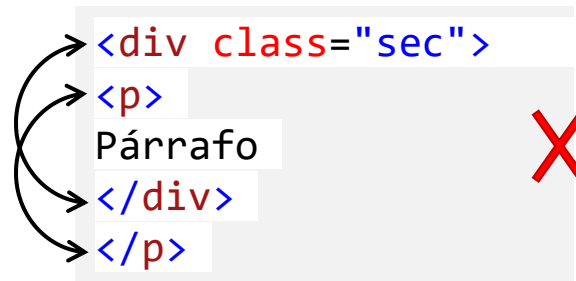 <div class="sec">
<p>
Párrafo
</div>
</p>